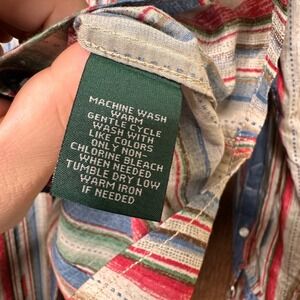 MACHINE WASH
WARM
GENTLE CYCLE
WASH WITH
LIKE COLORS
ONLY NON-
CHLORINE BLEACH
WHEN NEEDED
TUMBLE DRY LOW
WARM IRON
IF NEEDED